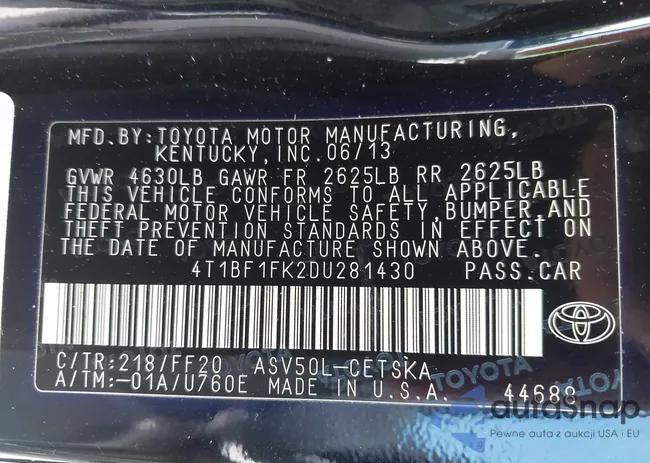 MFD.BY:TOYOTA MOTOR MANUFACTURING,
KENTUCKY,INC.06/13
GVWR 4630LB GAWR FR 2625LB RR 2625LB
THIS VEHICLE CONFORMS TO ALL APPLICABLE
FEDERAL MOTOR VEHICLE SAFETY,BUMPER,AND
THEFT PREVENTION STANDARDS IN EFFECT ON
THE DATE OF MANUFACTURE SHOWN ABOVE.
4T1BF1FK2DU281430 PASS.CAR
C/TR:218/FF20 ASV50L-CETSKA
A/TM:-01A/U760E MADE IN U.S.A. 44688
TOYOTA
autosnap
Pewne auta z aukcji USA i EU